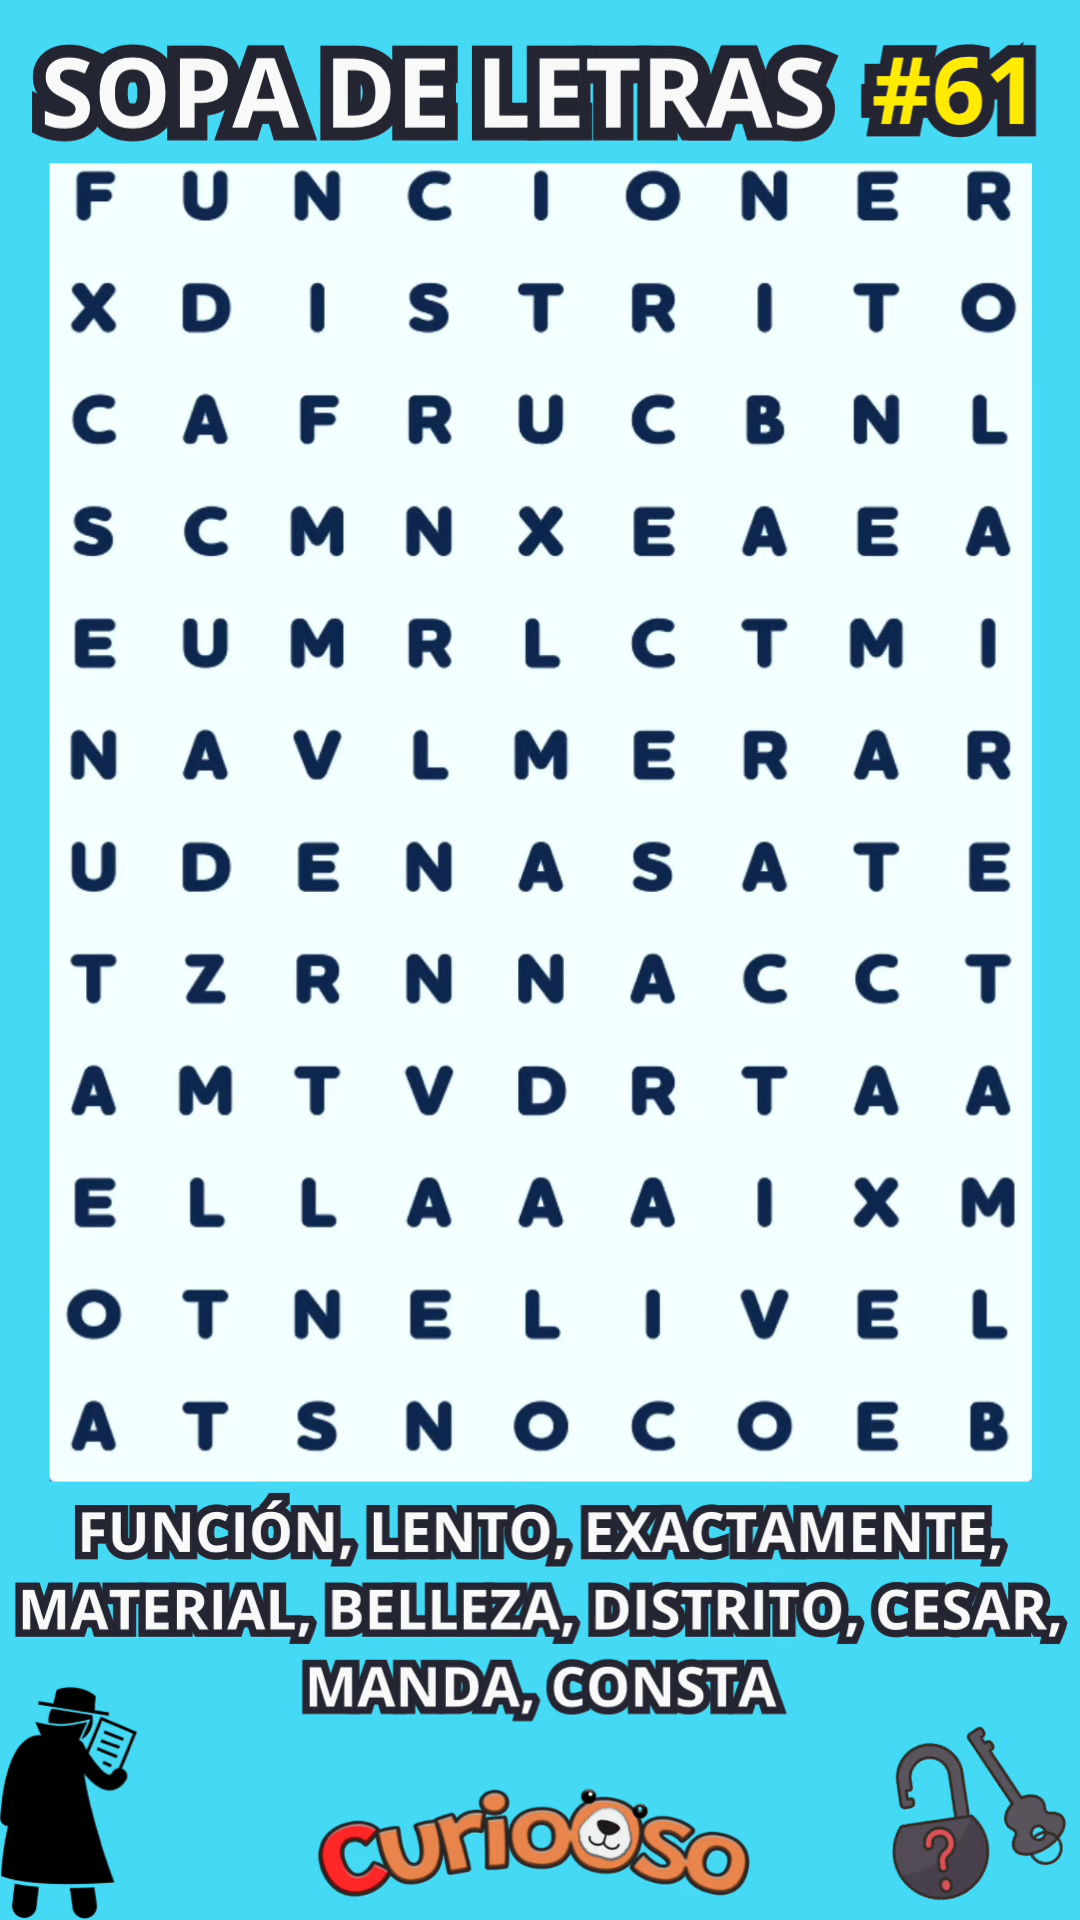 SOPA DE LETRAS #61
F U N C I O N E R
X D I S T R I T O
C A F R U C B N L
S C M N X E A E A
E U M R L C T M I
N A V L M E R A R
U D E N A S A T E
T Z R N N A C C T
A M T V D R T A A
E L L A A A I X M
O T N E L I V E L
A T S N O C O E B
FUNCIÓN, LENTO, EXACTAMENTE,
MATERIAL, BELLEZA, DISTRITO, CESAR,
MANDA, CONSTA
?
curiooso